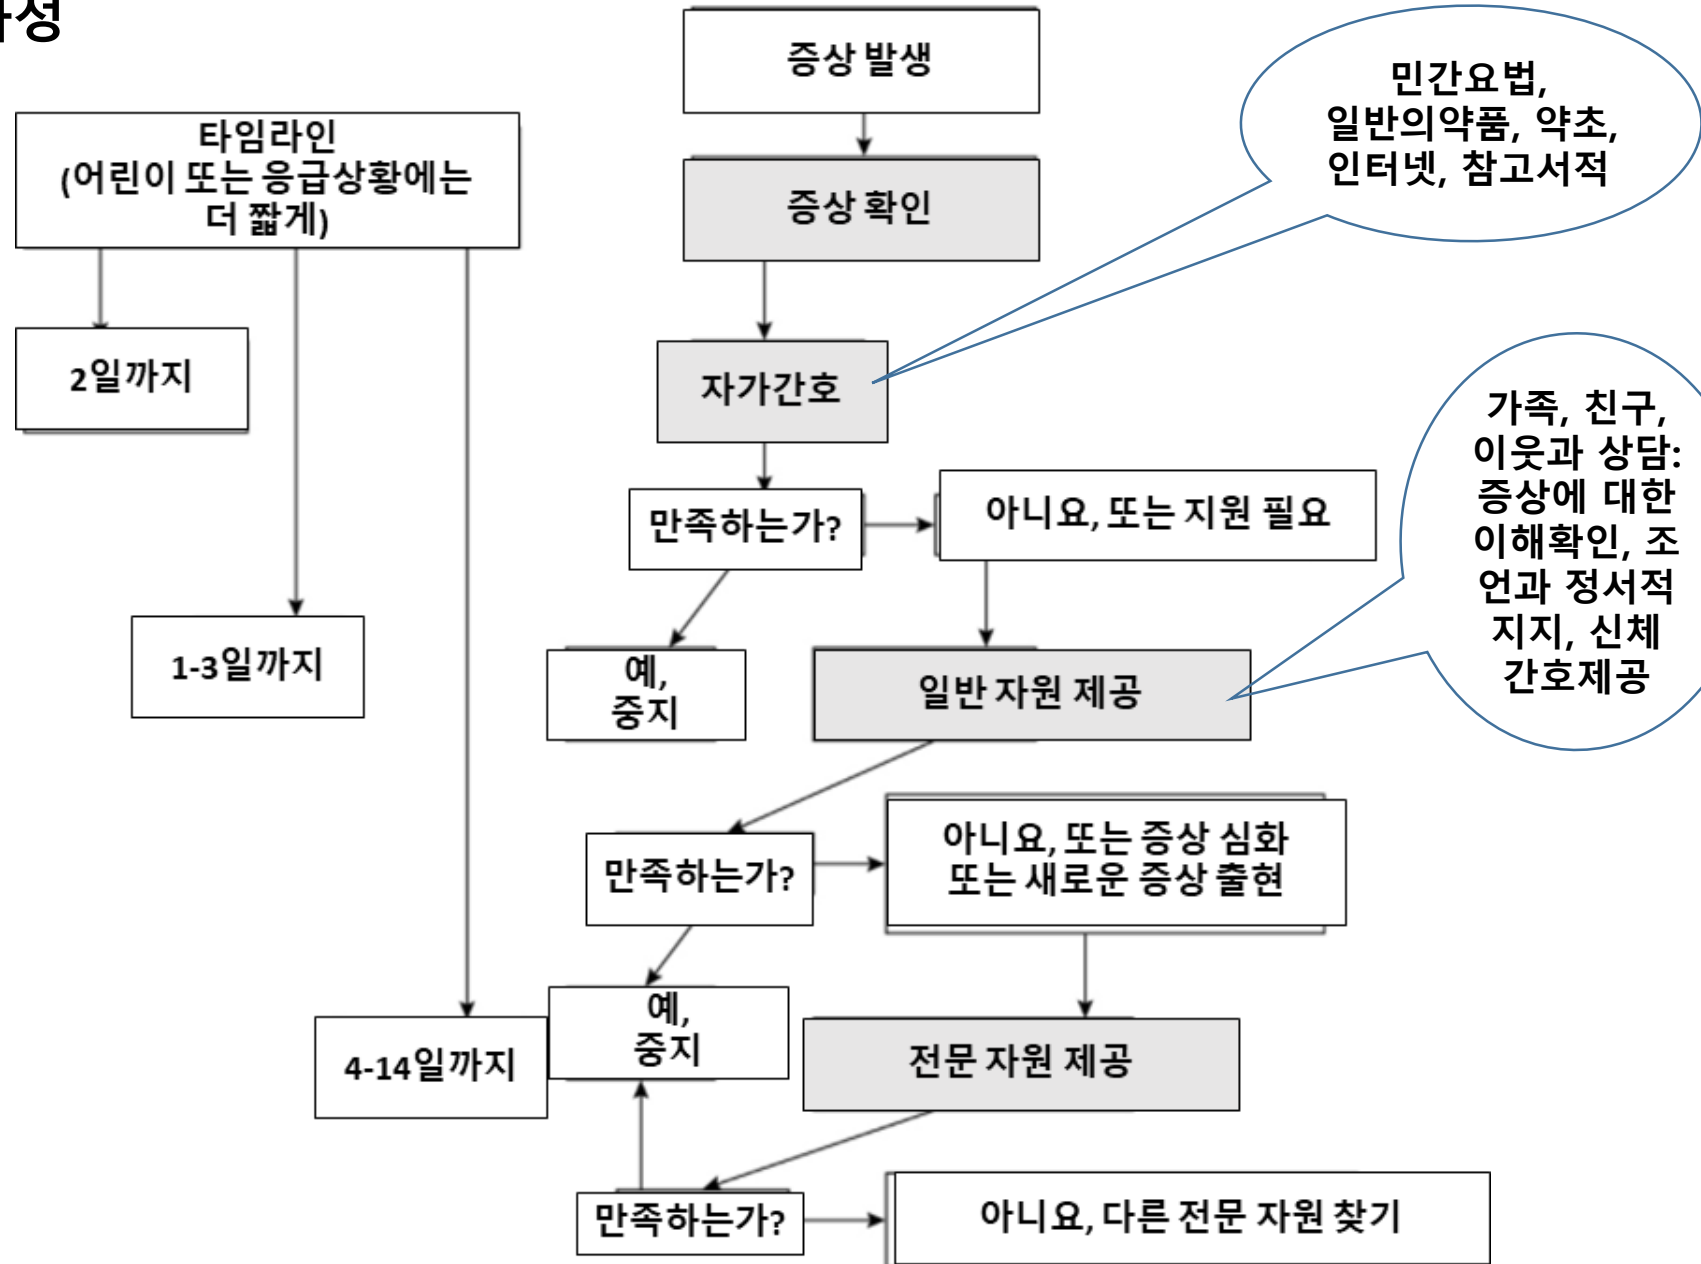 증상 발생
민간요법,
일반의약품, 약초,
인터넷, 참고서적
타임라인
(어린이 또는 응급상황에는
더 짧게)
증상 확인
2일까지
자가간호
가족, 친구,
이웃과 상담:
증상에 대한
이해확인, 조
언과 정서적
지지, 신체
간호제공
만족하는가?
아니요, 또는 지원 필요
1-3일까지
예,
중지
일반 자원 제공
만족하는가?
아니요, 또는 증상 심화
또는 새로운 증상 출현
4-14일까지
예,
중지
전문 자원 제공
만족하는가?
아니요, 다른 전문 자원 찾기